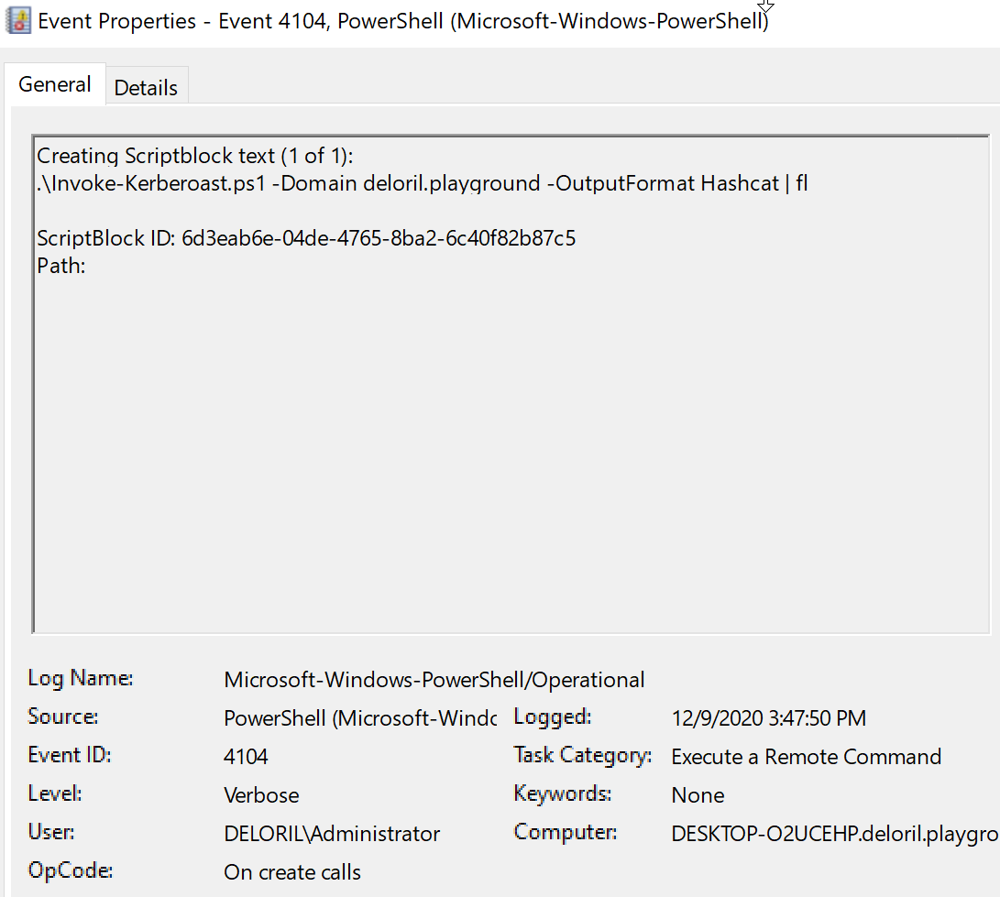 Event Properties - Event 4104, PowerShell (Microsoft-Windows-PowerShell)
General
Details
Creating Scriptblock text (1 of 1):
.\Invoke-Kerberoast.ps1 -Domain deloril.playground -OutputFormat Hashcat | fl
ScriptBlock ID: 6d3eab6e-04de-4765-8ba2-6c40f82b87c5
Path:
Log Name: Microsoft-Windows-PowerShell/Operational
Source: PowerShell (Microsoft-Windo Logged: 12/9/2020 3:47:50 PM
Event ID: 4104 Task Category: Execute a Remote Command
Level: Verbose Keywords: None
User: DELORIL\Administrator Computer: DESKTOP-O2UCEHP.deloril.playgro
OpCode: On create calls